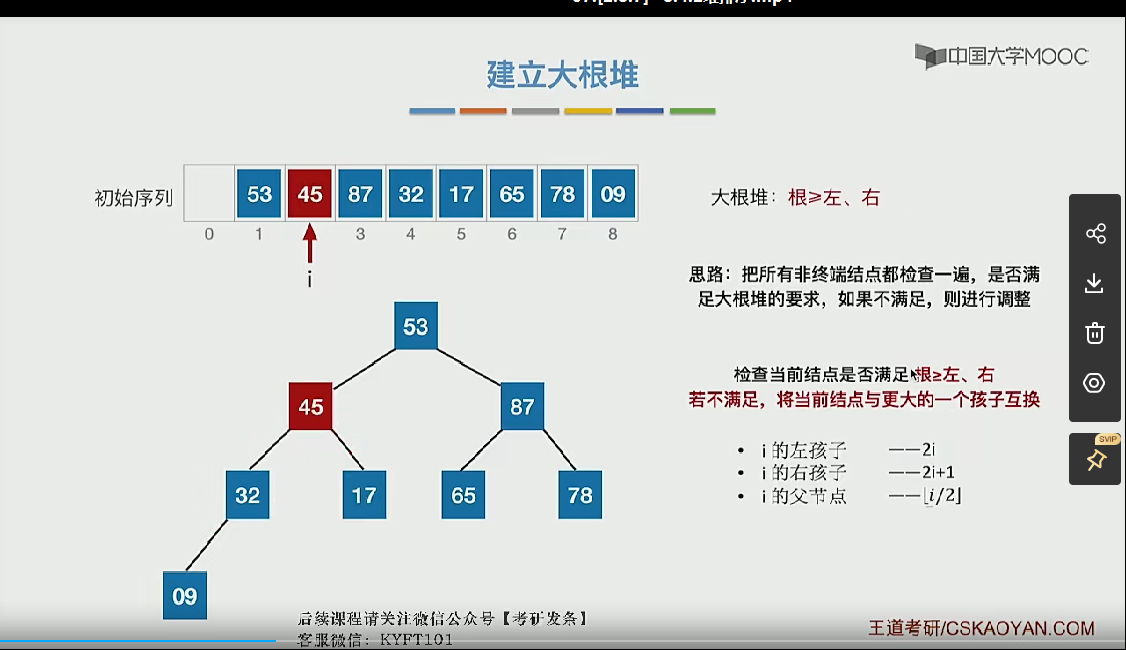 中国大学MOOC
建立大根堆
初始序列 53 45 87 32 17 65 78 09
0 1 3 4 5 6 7 8
i
大根堆：根≥左、右
思路：把所有非终端结点都检查一遍，是否满
足大根堆的要求，如果不满足，则进行调整
检查当前结点是否满足根≥左、右
若不满足，将当前结点与更大的一个孩子互换
• i 的左孩子 ——2i
• i 的右孩子 ——2i+1
• i 的父节点 ——⌊i/2⌋
53
45 87
32 17 65 78
09
SVIP
后续课程请关注微信公众号【考研发条】
客服微信：KYFT101
王道考研/CSKAOYAN.COM